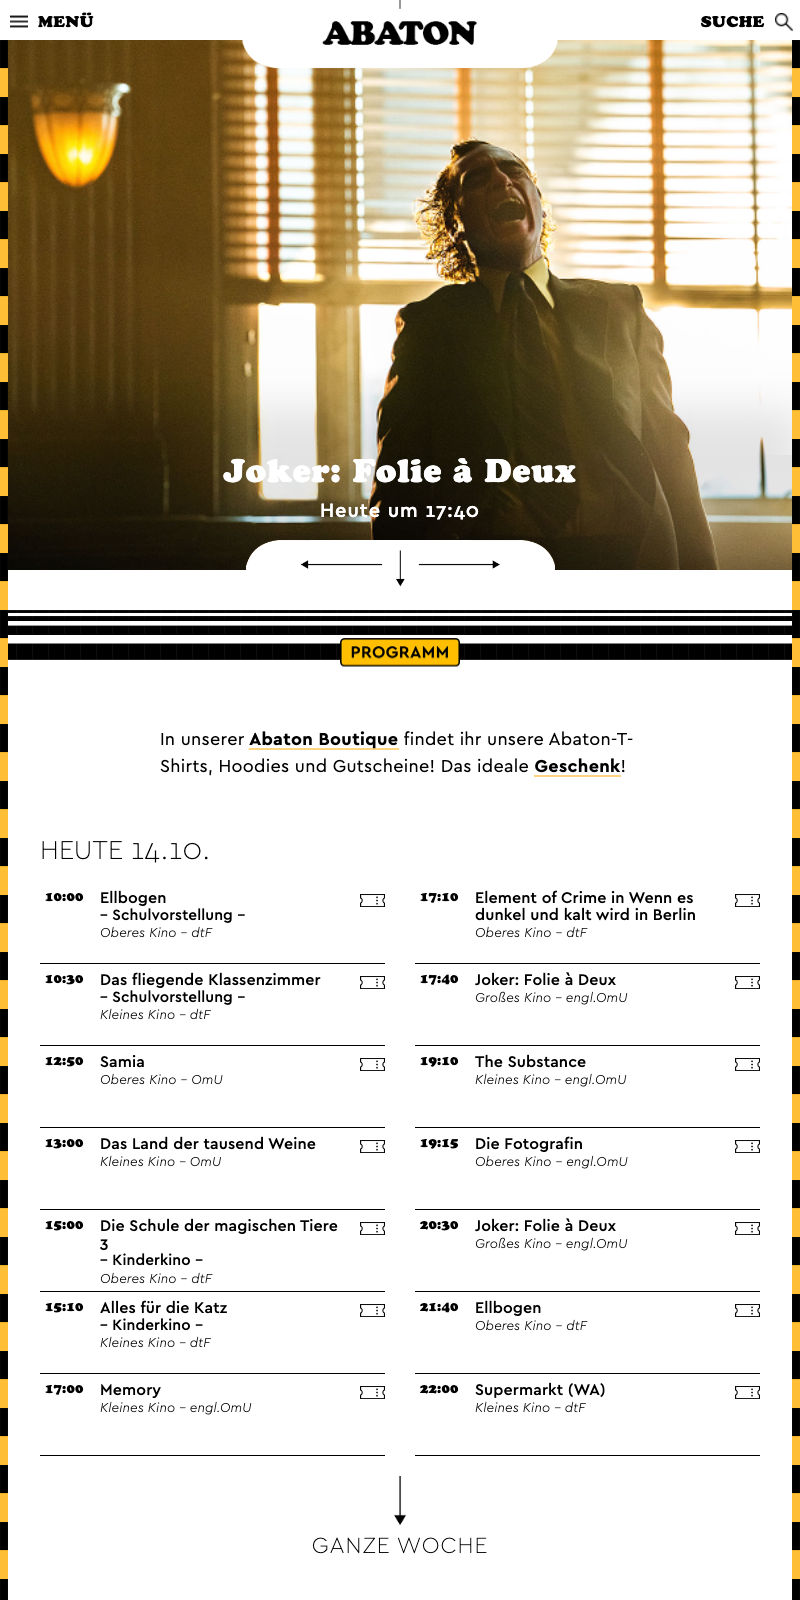 MENÜ
ABATON
SUCHE
Joker: Folie à Deux
Heute um 17:40
PROGRAMM
In unserer Abaton Boutique findet ihr unsere Abaton-T-
Shirts, Hoodies und Gutscheine! Das ideale Geschenk!
HEUTE 14.10.
10:00 Ellbogen
– Schulvorstellung –
Oberes Kino – dtF
10:30 Das fliegende Klassenzimmer
– Schulvorstellung –
Kleines Kino – dtF
12:50 Samia
Oberes Kino – OmU
13:00 Das Land der tausend Weine
Kleines Kino – OmU
15:00 Die Schule der magischen Tiere
3
– Kinderkino –
Oberes Kino – dtF
15:10 Alles für die Katz
– Kinderkino –
Kleines Kino – dtF
17:00 Memory
Kleines Kino – engl.OmU
17:10 Element of Crime in Wenn es
dunkel und kalt wird in Berlin
Oberes Kino – dtF
17:40 Joker: Folie à Deux
Großes Kino – engl.OmU
19:10 The Substance
Kleines Kino – engl.OmU
19:15 Die Fotografin
Oberes Kino – engl.OmU
20:30 Joker: Folie à Deux
Großes Kino – engl.OmU
21:40 Ellbogen
Oberes Kino – dtF
22:00 Supermarkt (WA)
Kleines Kino – dtF
GANZE WOCHE